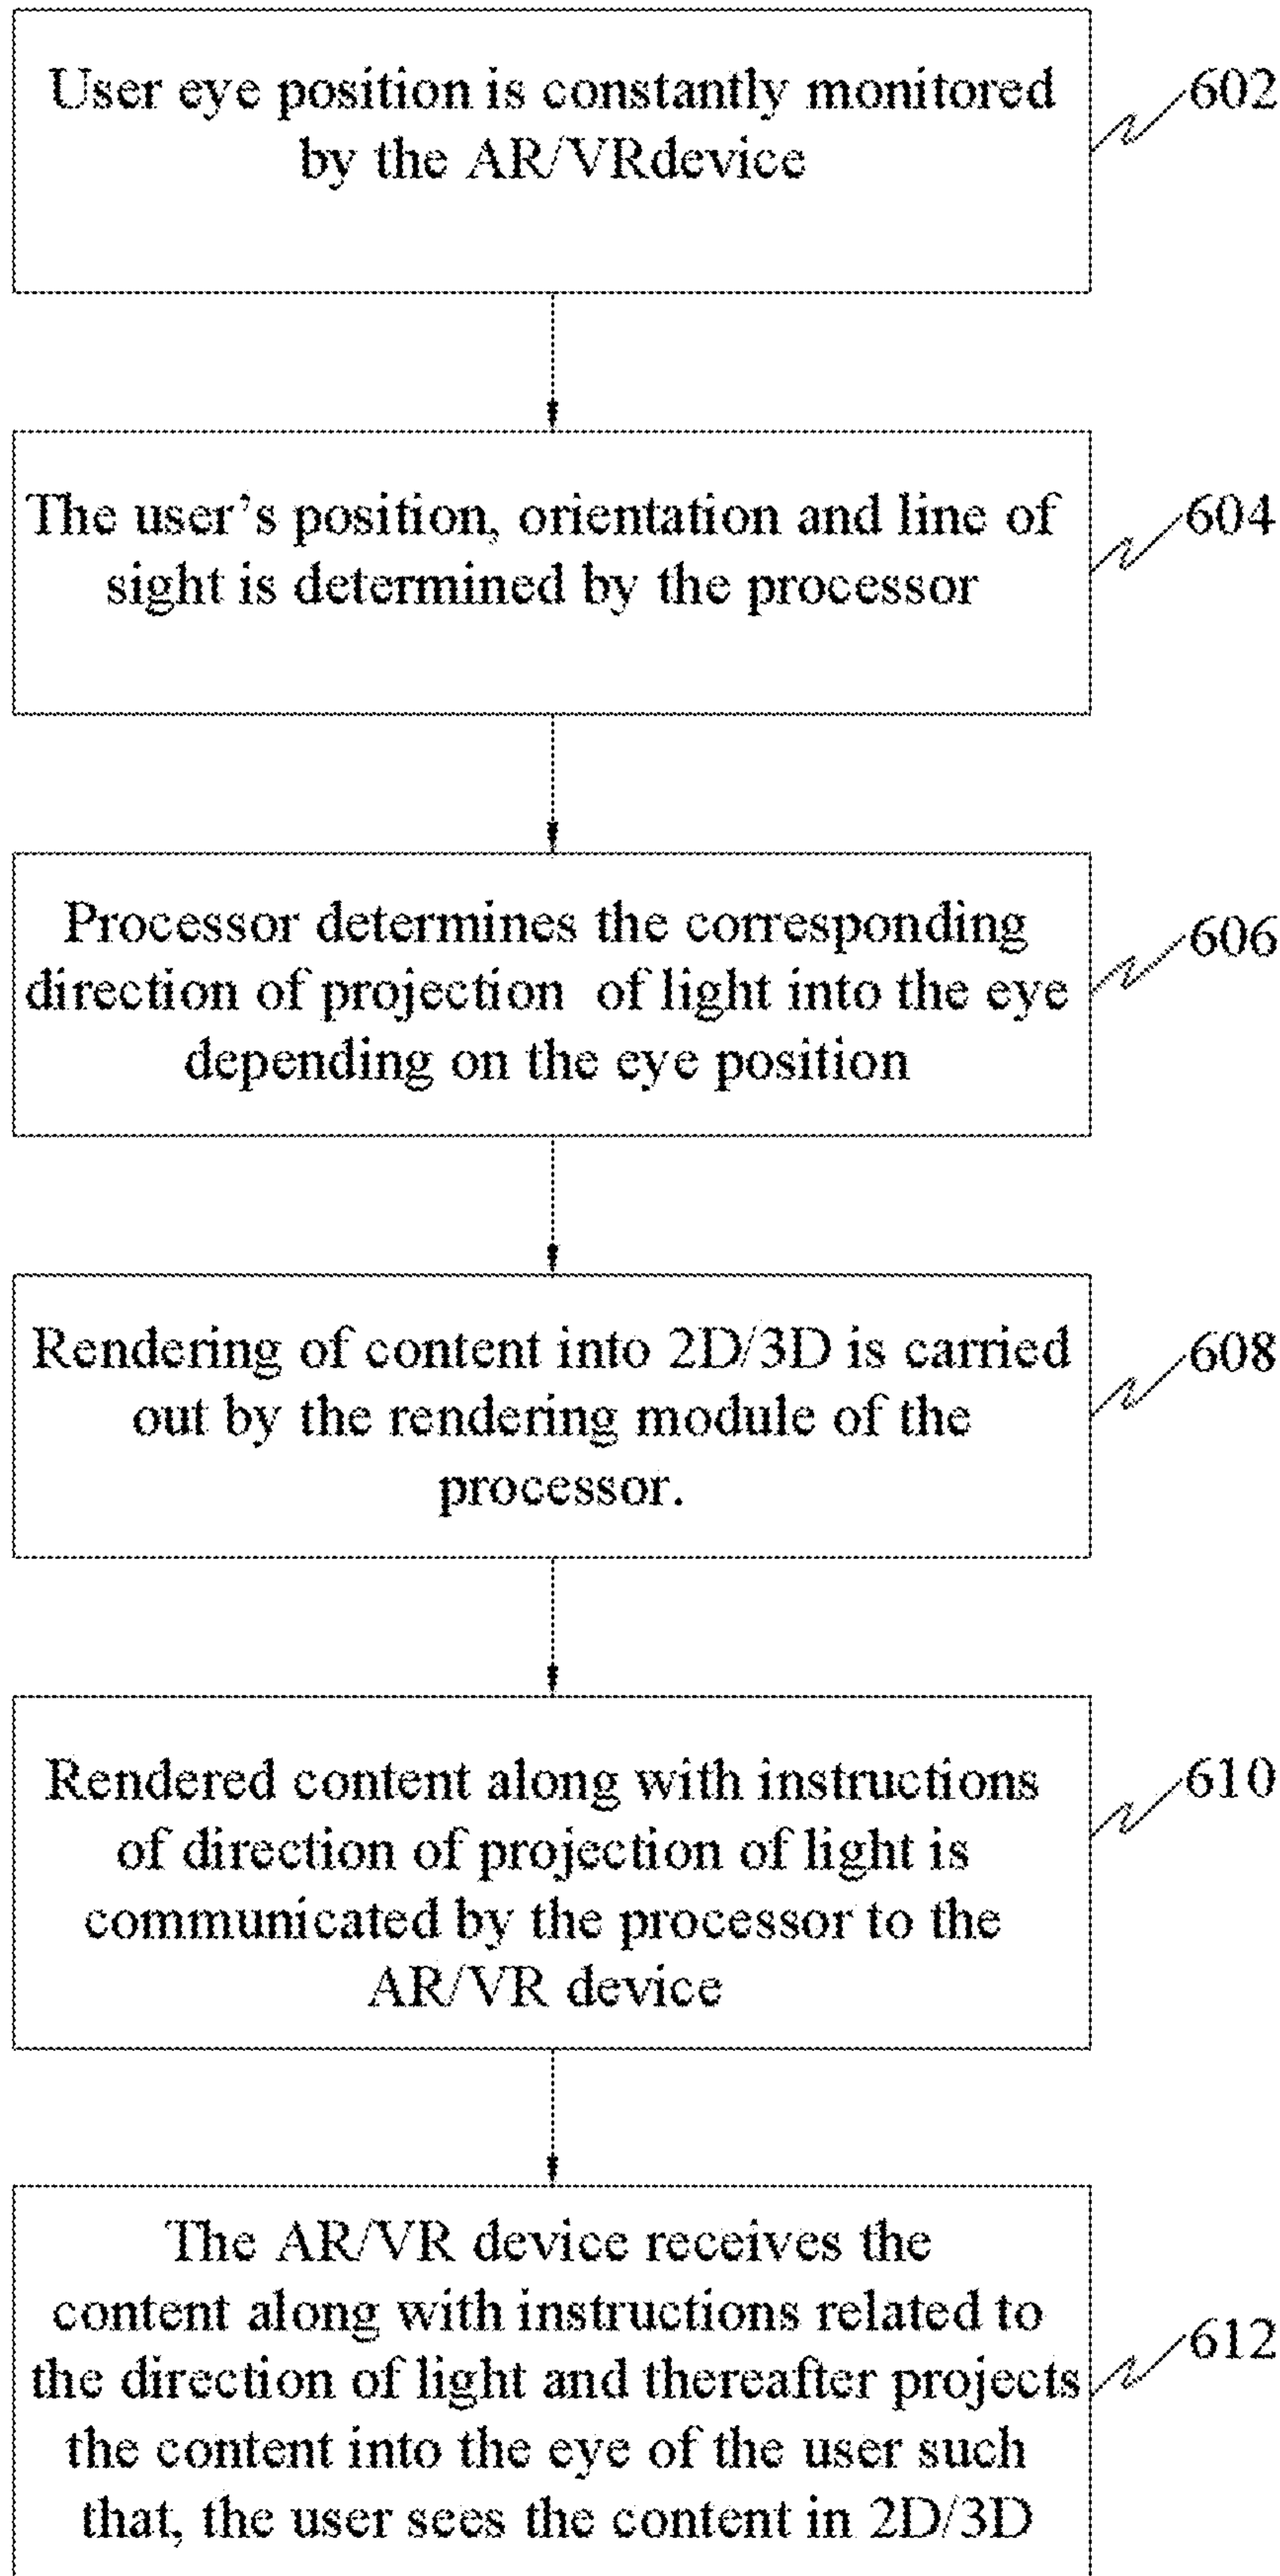 User eye position is constantly monitored
by the AR/VRdevice
602
The user's position, orientation and line of
sight is determined by the processor
604
Processor determines the corresponding
direction of projection of light into the eye
depending on the eye position
606
Rendering of content into 2D/3D is carried
out by the rendering module of the
processor.
608
Rendered content along with instructions
of direction of projection of light is
communicated by the processor to the
AR/VR device
610
The AR/VR device receives the
content along with instructions related to
the direction of light and thereafter projects
the content into the eye of the user such
that, the user sees the content in 2D/3D
612